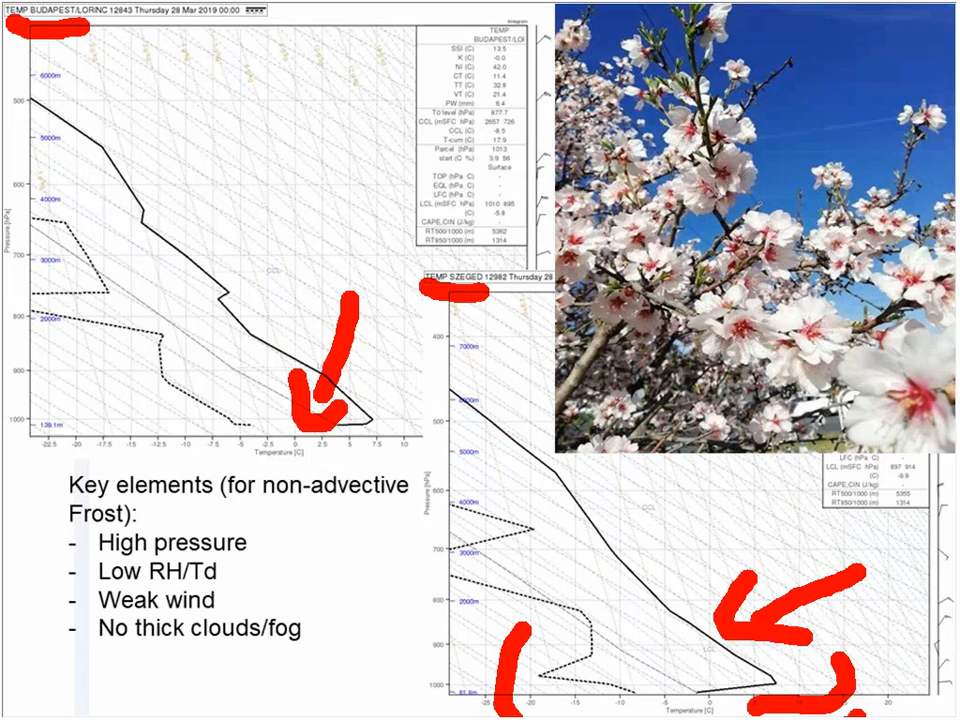 TEMP BUDAPEST/LORINC 12843 Thursday 28 Mar 2019 00:00
TEMP
BUDAPEST/LO
SSI (C) 13.5
K (C) -0.0
NI (C) 42.0
CT (C) 11.4
TT (C) 32.8
VT (C) 21.4
PW (mm) 6.4
T0 level (hPa) 877.7
CCL (mSFC hPa) 2657 726
CCL (C) -8.5
T-cum (C) 17.9
Parcel (hPa) 1013
start (C %) 3.9 56
Surface
TOP (hPa C) -
EQL (hPa C) -
LFC (hPa C) -
LCL (mSFC hPa) 1010 895
(C) -5.8
CAPE,CIN (J/kg) -
RT500/1000 (m) 5362
RT850/1000 (m) 1314
6000m
500
5000m
600
4000m
Pressure [hPa]
700
3000m
CCL
800
2000m
900
1000
139.1m
-22.5 -20 -17.5 -15 -12.5 -10 -7.5 -5 -2.5 0 2.5 5 7.5 10
Temperature [C]
TEMP SZEGED 12982 Thursday 28
400
7000m
6000m
500
5000m
LFC (hPa C) -
LCL (mSFC hPa) 897 914
(C) -9.9
CAPE,CIN (J/kg) -
RT500/1000 (m) 5355
RT850/1000 (m) 1314
Pressure [hPa]
600
4000m
CCL
700
3000m
800
2000m
900
LCL
1000
81.8m
-25 -20 -15 -10 -5 0 5 10 15 20
Temperature [C]
Key elements (for non-advective
Frost):
- High pressure
- Low RH/Td
- Weak wind
- No thick clouds/fog